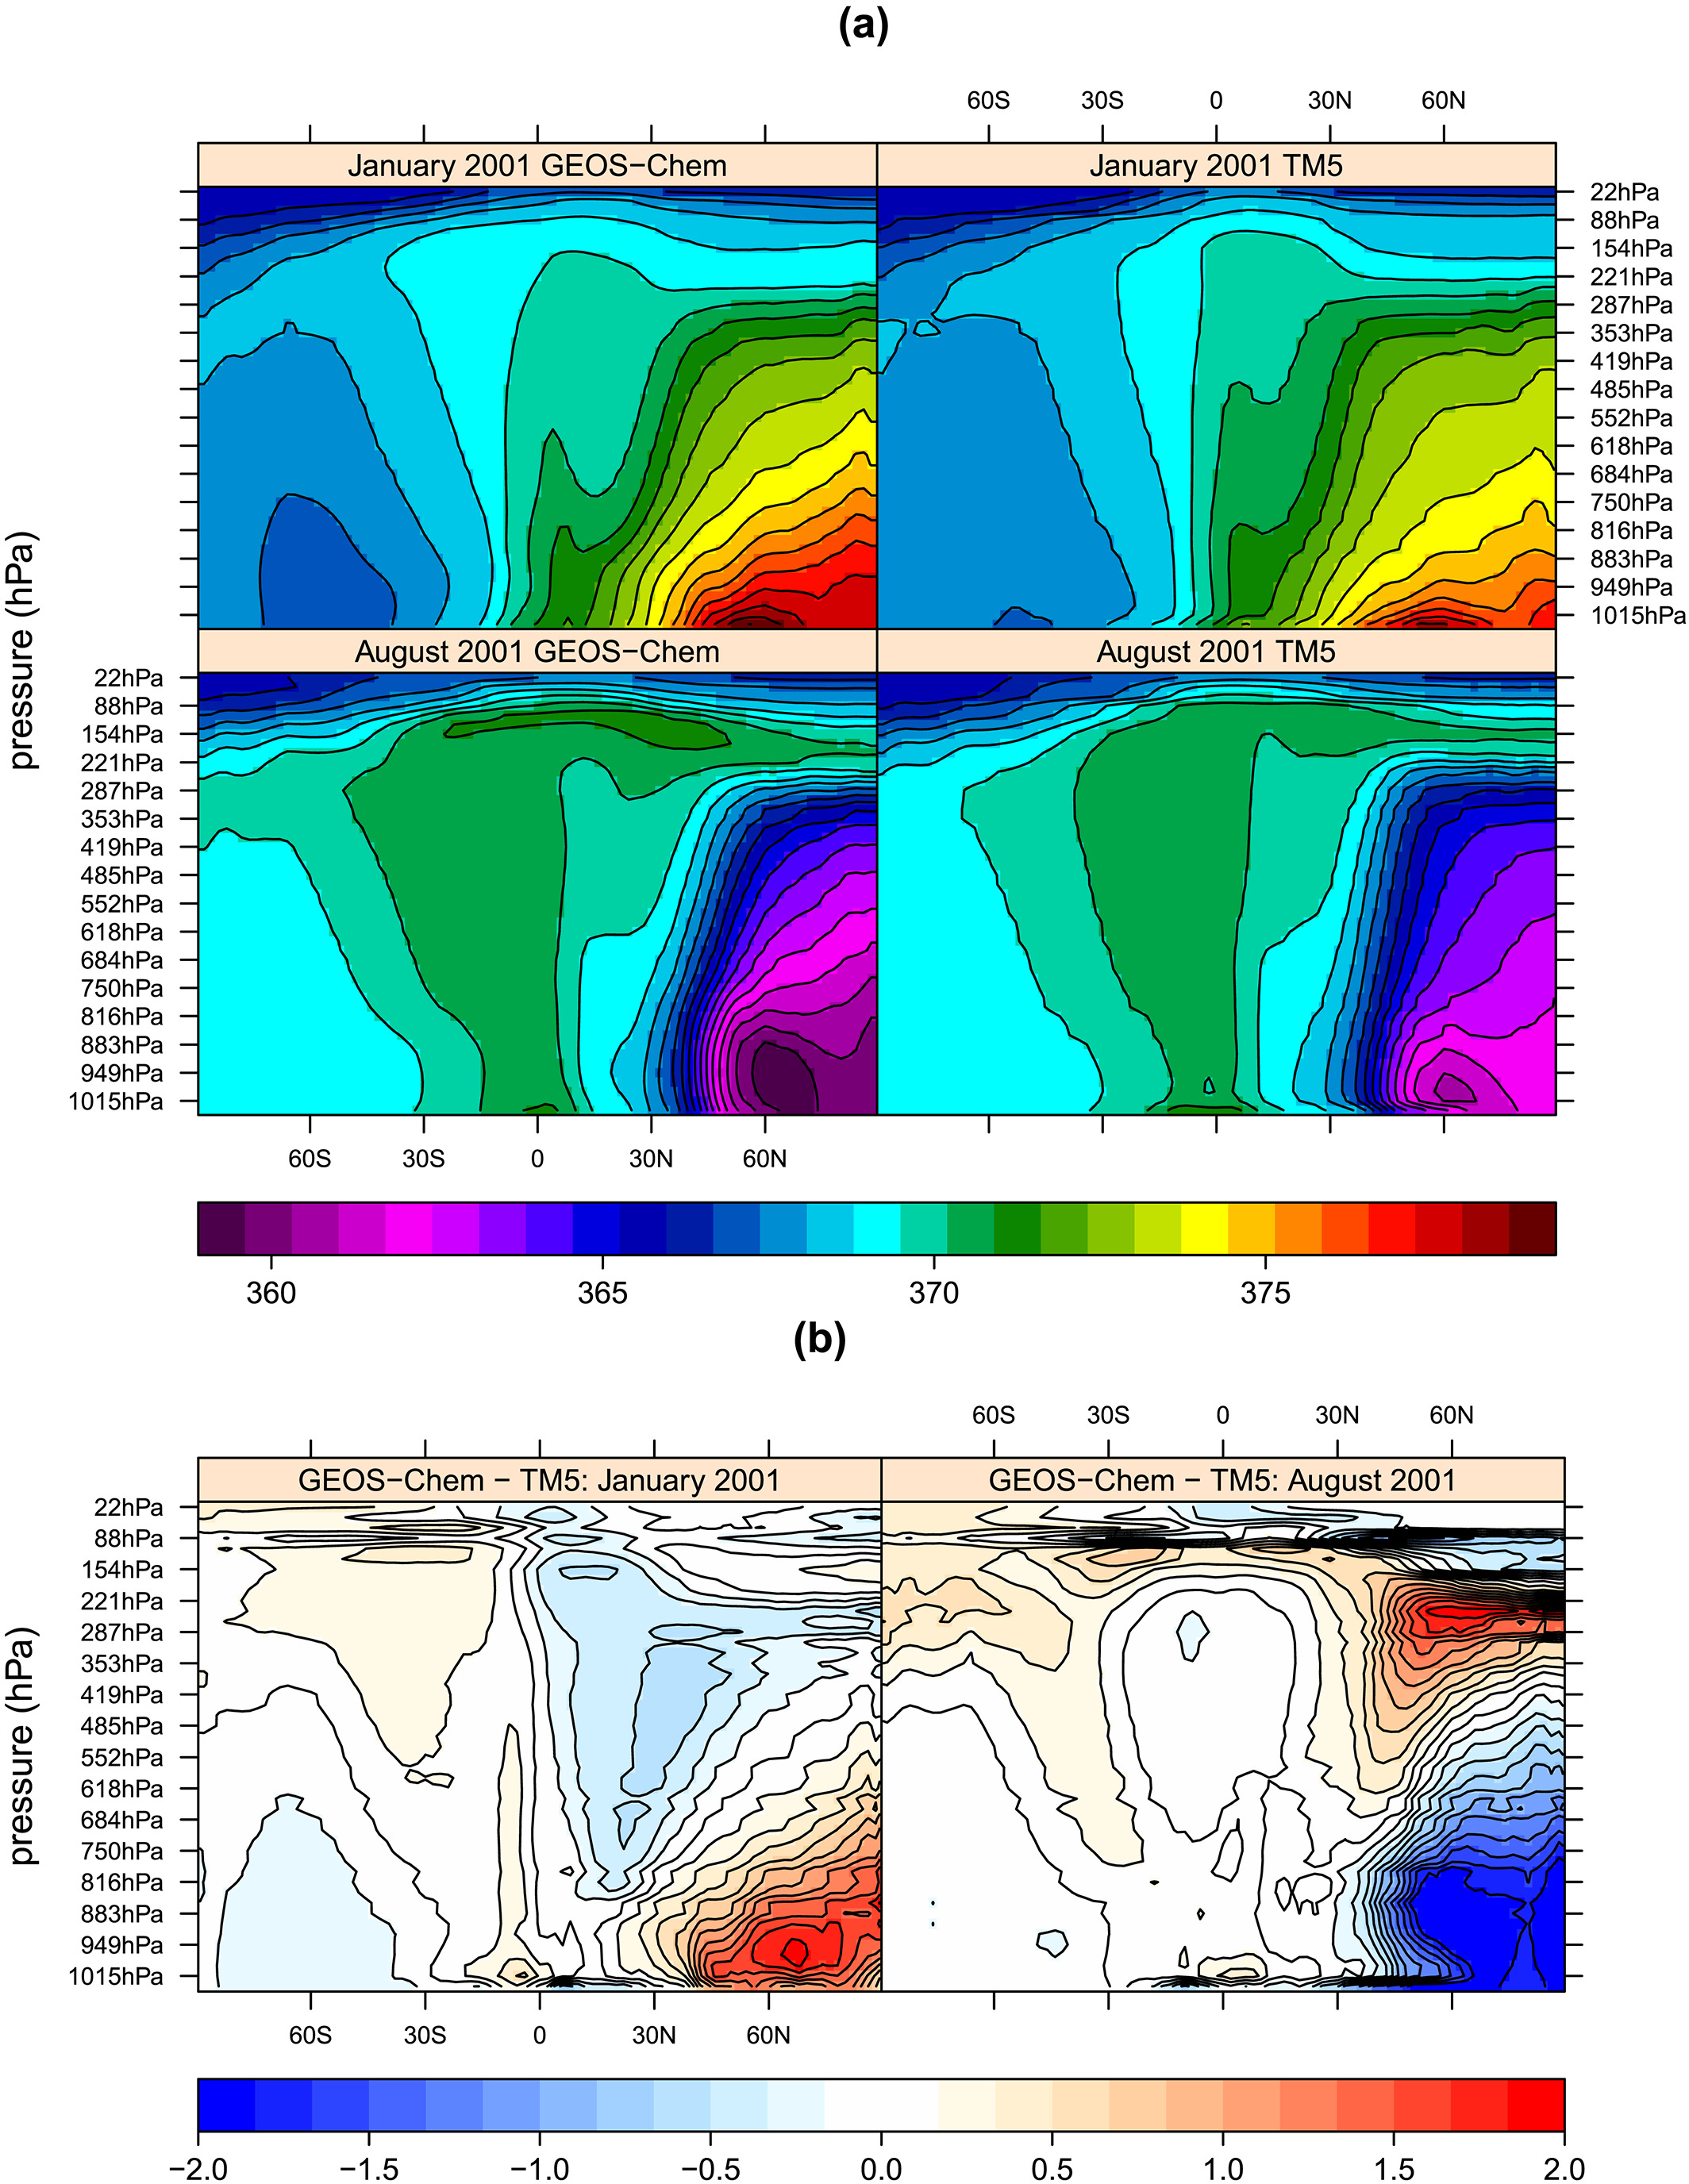 (a)
60S 30S 0 30N 60N
January 2001 GEOS−Chem January 2001 TM5
22hPa
88hPa
154hPa
221hPa
287hPa
353hPa
419hPa
485hPa
552hPa
618hPa
684hPa
750hPa
816hPa
883hPa
949hPa
1015hPa
pressure (hPa)
August 2001 GEOS−Chem August 2001 TM5
22hPa
88hPa
154hPa
221hPa
287hPa
353hPa
419hPa
485hPa
552hPa
618hPa
684hPa
750hPa
816hPa
883hPa
949hPa
1015hPa
60S 30S 0 30N 60N
360 365 370 375
(b)
60S 30S 0 30N 60N
GEOS−Chem − TM5: January 2001 GEOS−Chem − TM5: August 2001
22hPa
88hPa
154hPa
221hPa
287hPa
353hPa
419hPa
485hPa
552hPa
618hPa
684hPa
750hPa
816hPa
883hPa
949hPa
1015hPa
pressure (hPa)
60S 30S 0 30N 60N
−2.0 −1.5 −1.0 −0.5 0.0 0.5 1.0 1.5 2.0